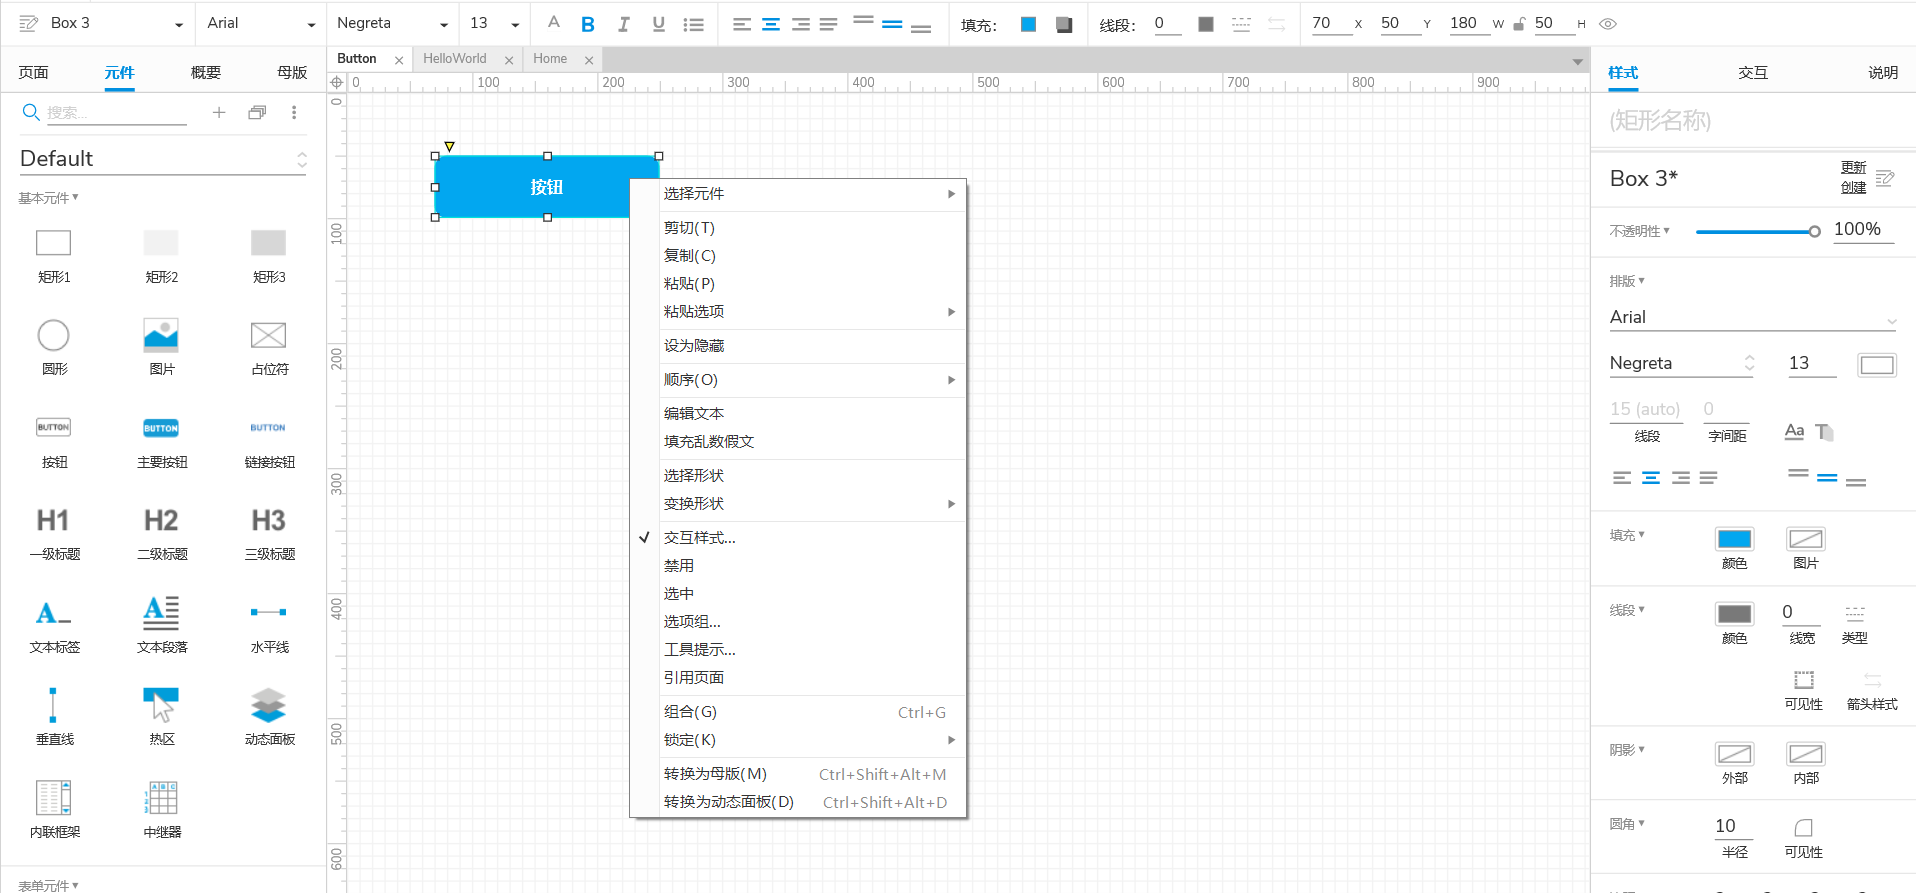 Box 3
Arial
Negreta
13
填充:
线段:
0
70 X 50 Y 180 W 50 H
页面
元件
概要
母版
Button
HelloWorld
Home
样式
交互
说明
0 100 200 300 400 500 600 700 800 900
0
100
200
300
400
500
600
搜索...
Default
基本元件
矩形1
矩形2
矩形3
圆形
图片
占位符
BUTTON
BUTTON
BUTTON
按钮
主要按钮
链接按钮
H1
H2
H3
一级标题
二级标题
三级标题
A
A
文本标签
文本段落
水平线
垂直线
热区
动态面板
A B C
1
2
3
内联框架
中继器
表单元件
按钮
选择元件
剪切(T)
复制(C)
粘贴(P)
粘贴选项
设为隐藏
顺序(O)
编辑文本
填充乱数假文
选择形状
变换形状
交互样式...
禁用
选中
选项组...
工具提示...
引用页面
组合(G) Ctrl+G
锁定(K)
转换为母版(M) Ctrl+Shift+Alt+M
转换为动态面板(D) Ctrl+Shift+Alt+D
(矩形名称)
Box 3*
更新
创建
不透明性
100%
排版
Arial
Negreta
13
15 (auto)
0
线段
字间距
Aa
填充
颜色
图片
线段
0
颜色
线宽
类型
可见性
箭头样式
阴影
外部
内部
圆角
10
半径
可见性